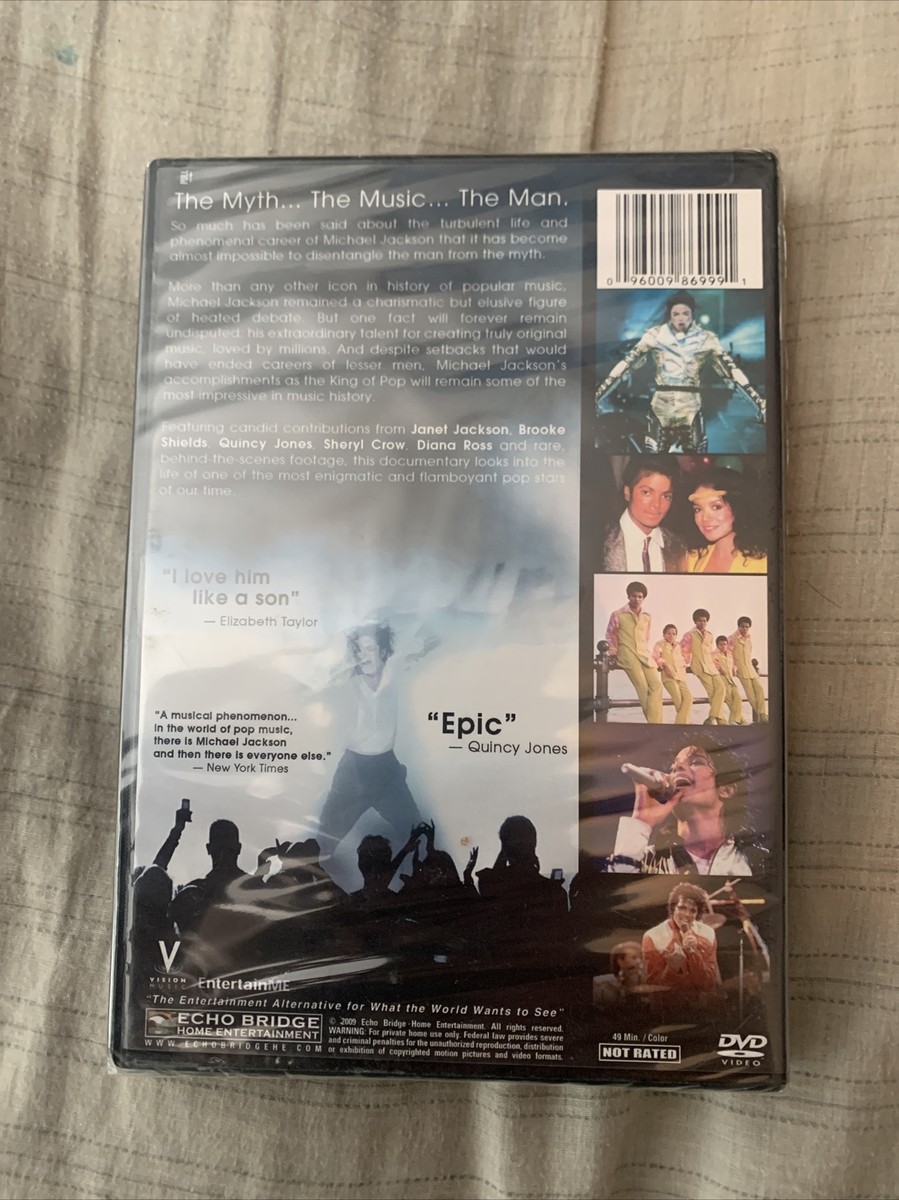 The Myth... The Music... The Man.
So much has been said about the turbulent life and
phenomenal career of Michael Jackson that it has become
almost impossible to disentangle the man from the myth.
More than any other icon in history of popular music,
Michael Jackson remained a charismatic but elusive figure
of heated debate. But one fact will forever remain
undisputed: his extraordinary talent for creating truly original
music, loved by millions. And despite setbacks that would
have ended careers of lesser men, Michael Jackson's
accomplishments as the King of Pop will remain some of the
most impressive in music history.
Featuring candid contributions from Janet Jackson, Brooke
Shields, Quincy Jones, Sheryl Crow, Diana Ross and rare,
behind-the-scenes footage, this documentary looks into the
life of one of the most enigmatic and flamboyant pop stars
of our time.
"I love him
like a son"
— Elizabeth Taylor
"A musical phenomenon...
in the world of pop music,
there is Michael Jackson
and then there is everyone else."
— New York Times
"Epic"
— Quincy Jones
0 96009 86999 1
V
VISION
MUSIC
EntertainME
"The Entertainment Alternative for What the World Wants to See"
ECHO BRIDGE
HOME ENTERTAINMENT
WWW.ECHOBRIDGEHE.COM
© 2009 Echo Bridge Home Entertainment. All rights reserved.
WARNING: For private home use only. Federal law provides severe
and criminal penalties for the unauthorized reproduction, distribution
or exhibition of copyrighted motion pictures and video formats.
49 Min. / Color
NOT RATED
DVD
VIDEO